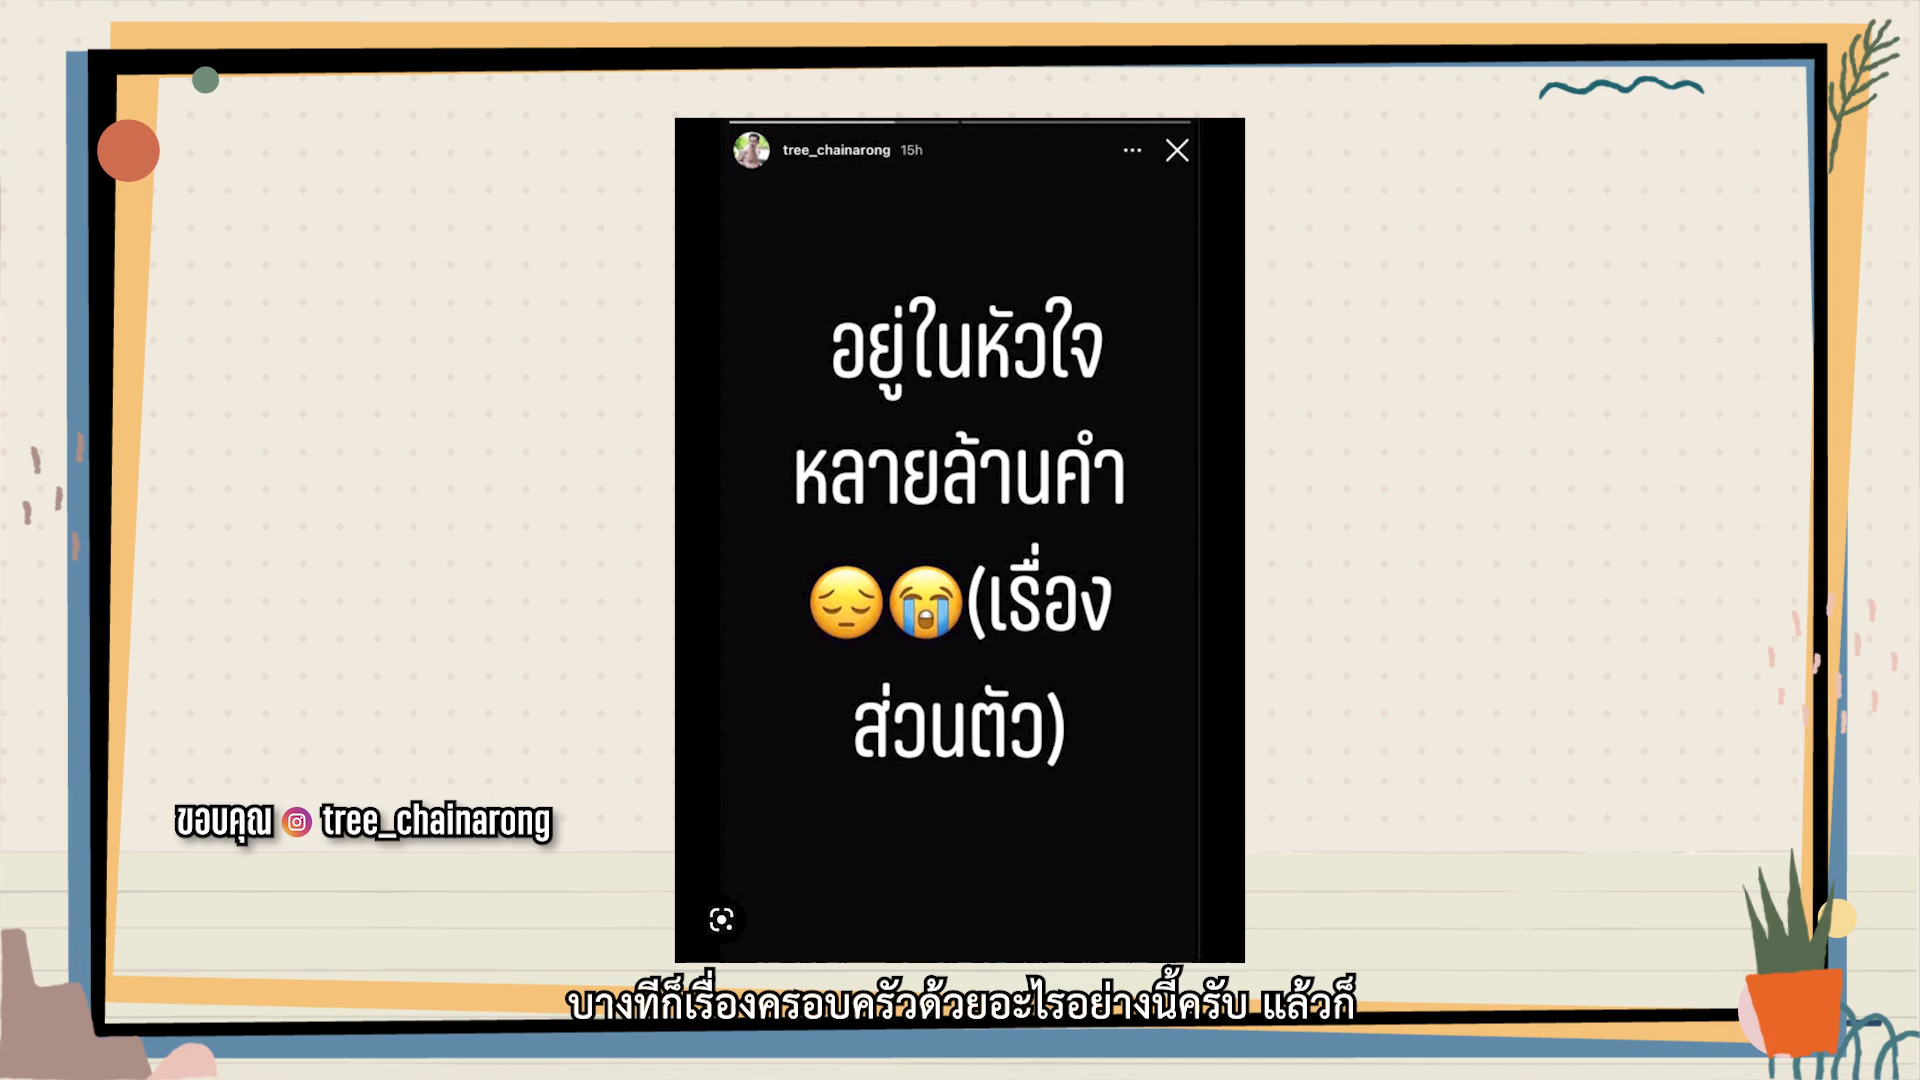 tree_chainarong 15h
อยู่ในหัวใจ
หลายล้านคำ
😔😭(เรื่อง
ส่วนตัว)
ขอบคุณ tree_chainarong
บางทีก็เรื่องครอบครัวด้วยอะไรอย่างนี้ครับ แล้วก็